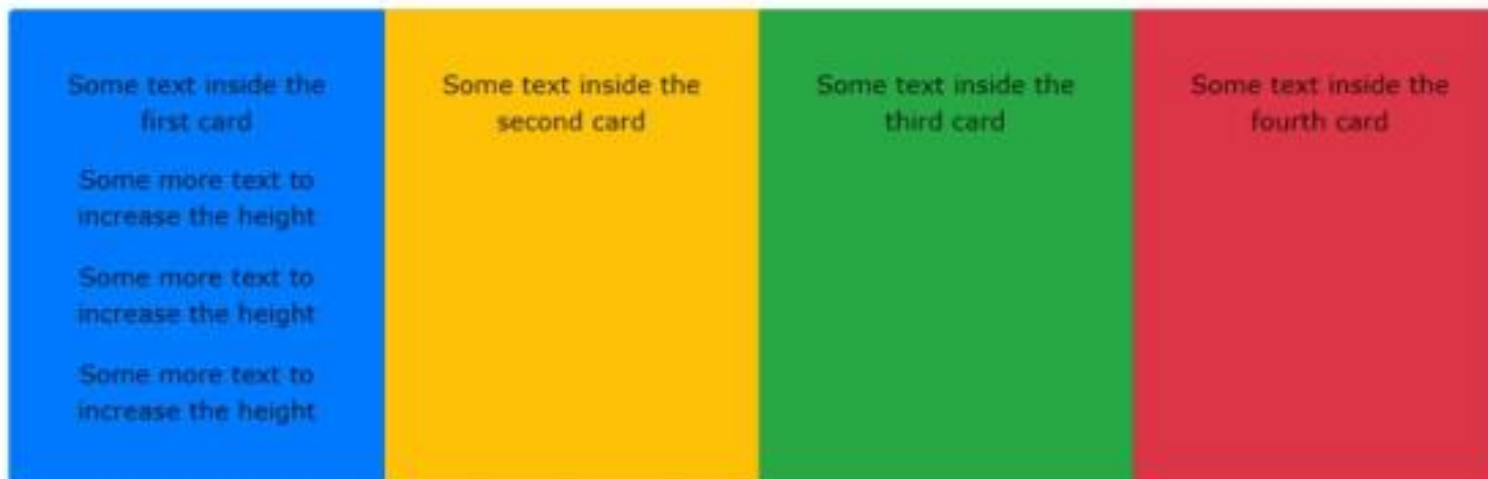 Some text inside the
first card
Some more text to
increase the height
Some more text to
increase the height
Some more text to
increase the height
Some text inside the
second card
Some text inside the
third card
Some text inside the
fourth card